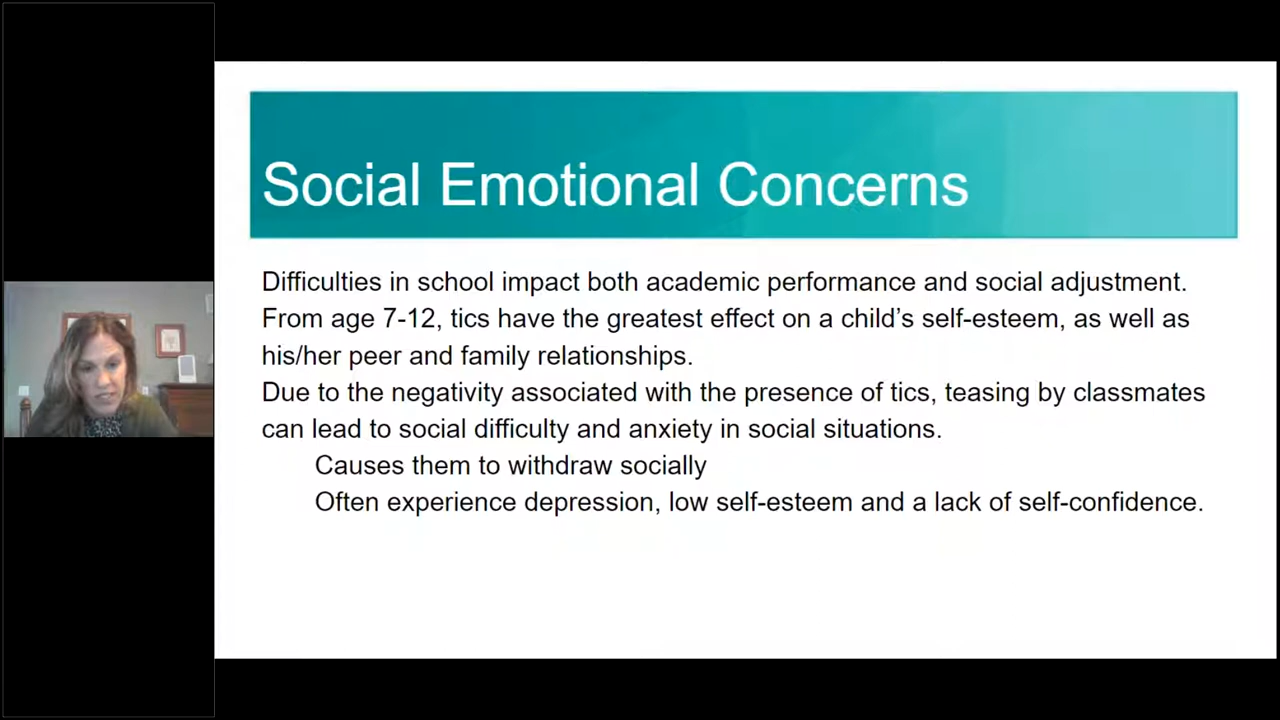 Social Emotional Concerns
Difficulties in school impact both academic performance and social adjustment.
From age 7-12, tics have the greatest effect on a child’s self-esteem, as well as
his/her peer and family relationships.
Due to the negativity associated with the presence of tics, teasing by classmates
can lead to social difficulty and anxiety in social situations.
Causes them to withdraw socially
Often experience depression, low self-esteem and a lack of self-confidence.